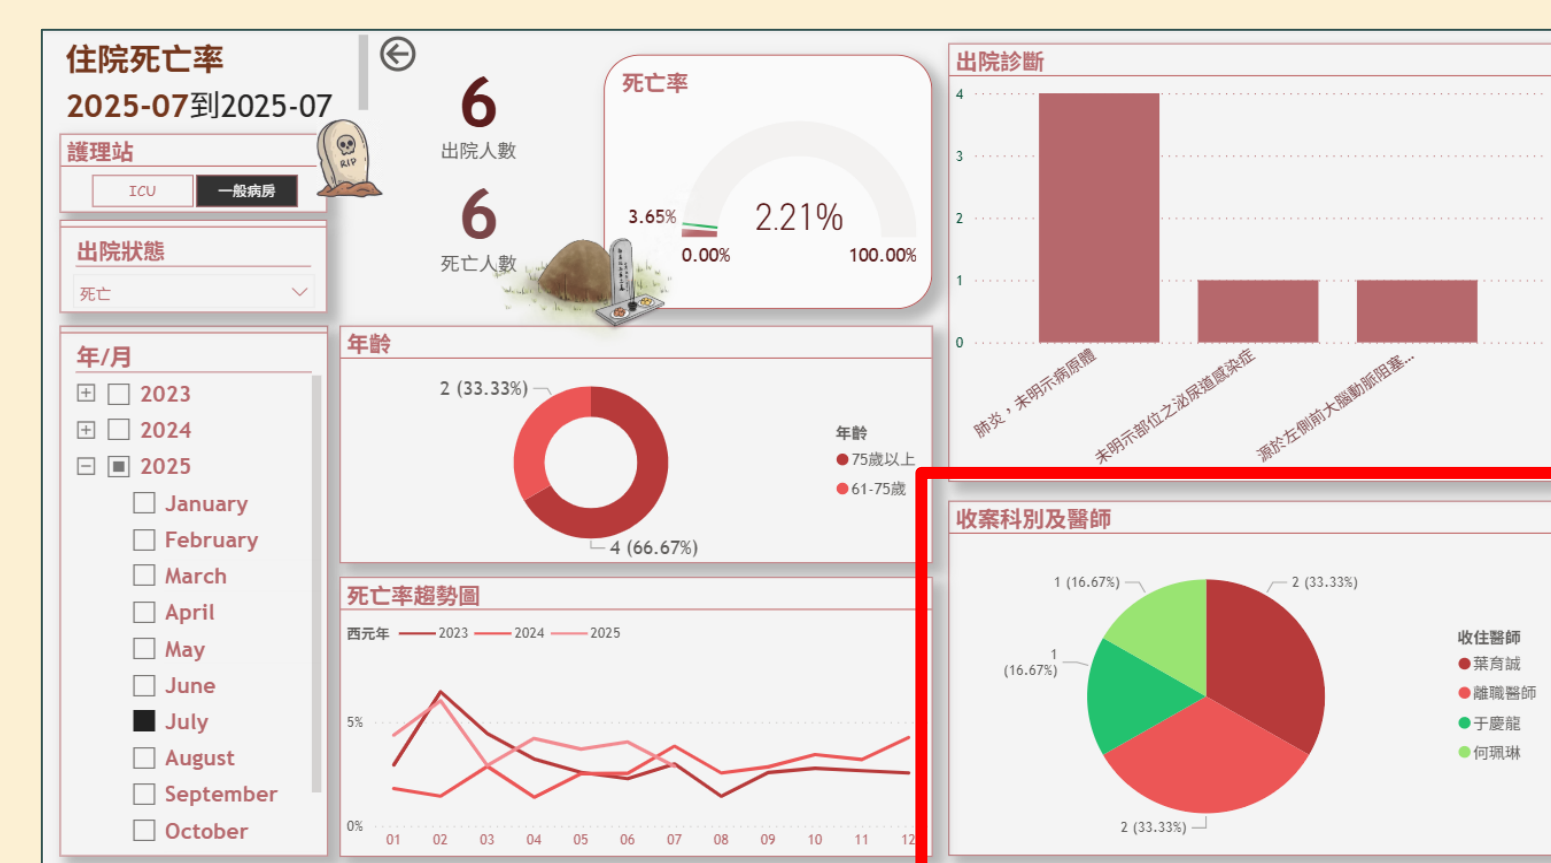 住院死亡率
2025-07到2025-07
護理站
ICU
一般病房
出院狀態
死亡
年/月
2023
2024
2025
January
February
March
April
May
June
July
August
September
October
RIP
6
出院人數
6
死亡人數
死亡率
3.65%
2.21%
0.00%
100.00%
年齡
2 (33.33%)
4 (66.67%)
年齡
75歲以上
61-75歲
死亡率趨勢圖
西元年
2023
2024
2025
5%
0%
01
02
03
04
05
06
07
08
09
10
11
12
出院診斷
4
3
2
1
0
肺炎，未明示病原體
未明示部位之泌尿道感染症
源於左側前大腦動脈阻塞...
收案科別及醫師
1 (16.67%)
2 (33.33%)
1
(16.67%)
2 (33.33%)
收住醫師
葉育誠
離職醫師
于慶龍
何珮琳